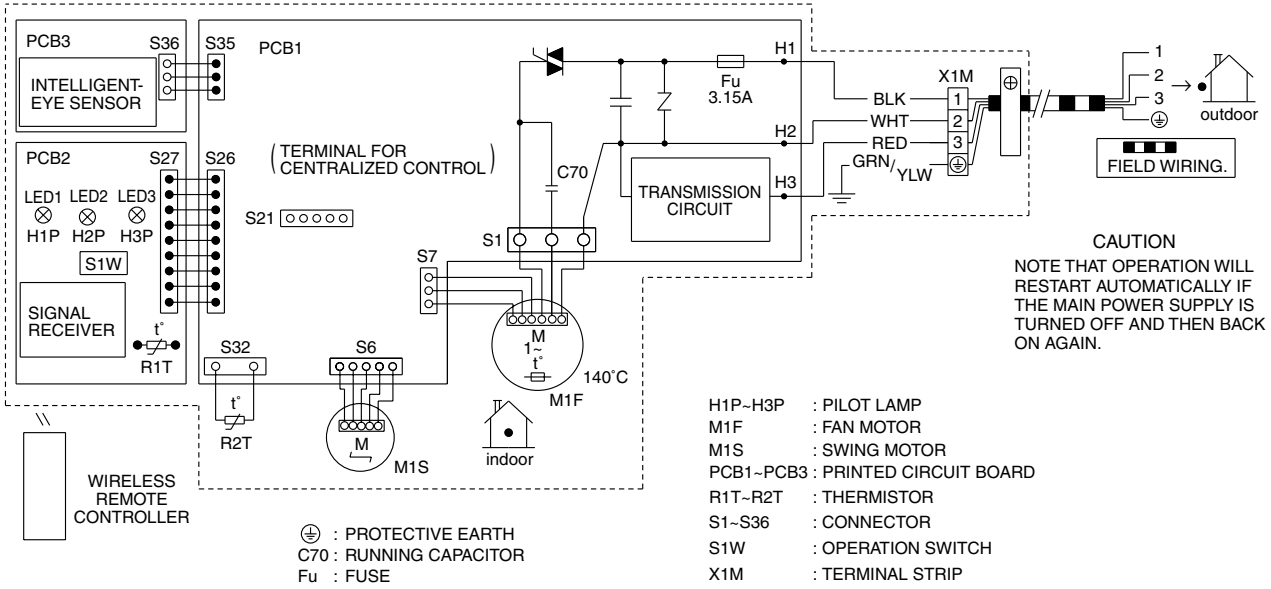 PCB3
S36
S35
PCB1
INTELLIGENT-
EYE SENSOR
PCB2
S27
S26
LED1 LED2 LED3
H1P H2P H3P
S1W
SIGNAL
RECEIVER
t°
R1T
(TERMINAL FOR
CENTRALIZED CONTROL)
S21
S7
S32
t°
R2T
S6
M
M1S
S1
C70
M
1~
t°
140°C
M1F
Fu
3.15A
H1
H2
H3
TRANSMISSION
CIRCUIT
X1M
BLK
WHT
RED
GRN/YLW
1
2
3
1
2
3
outdoor
FIELD WIRING.
CAUTION
NOTE THAT OPERATION WILL
RESTART AUTOMATICALLY IF
THE MAIN POWER SUPPLY IS
TURNED OFF AND THEN BACK
ON AGAIN.
indoor
WIRELESS
REMOTE
CONTROLLER
: PROTECTIVE EARTH
C70 : RUNNING CAPACITOR
Fu : FUSE
H1P~H3P : PILOT LAMP
M1F : FAN MOTOR
M1S : SWING MOTOR
PCB1~PCB3 : PRINTED CIRCUIT BOARD
R1T~R2T : THERMISTOR
S1~S36 : CONNECTOR
S1W : OPERATION SWITCH
X1M : TERMINAL STRIP